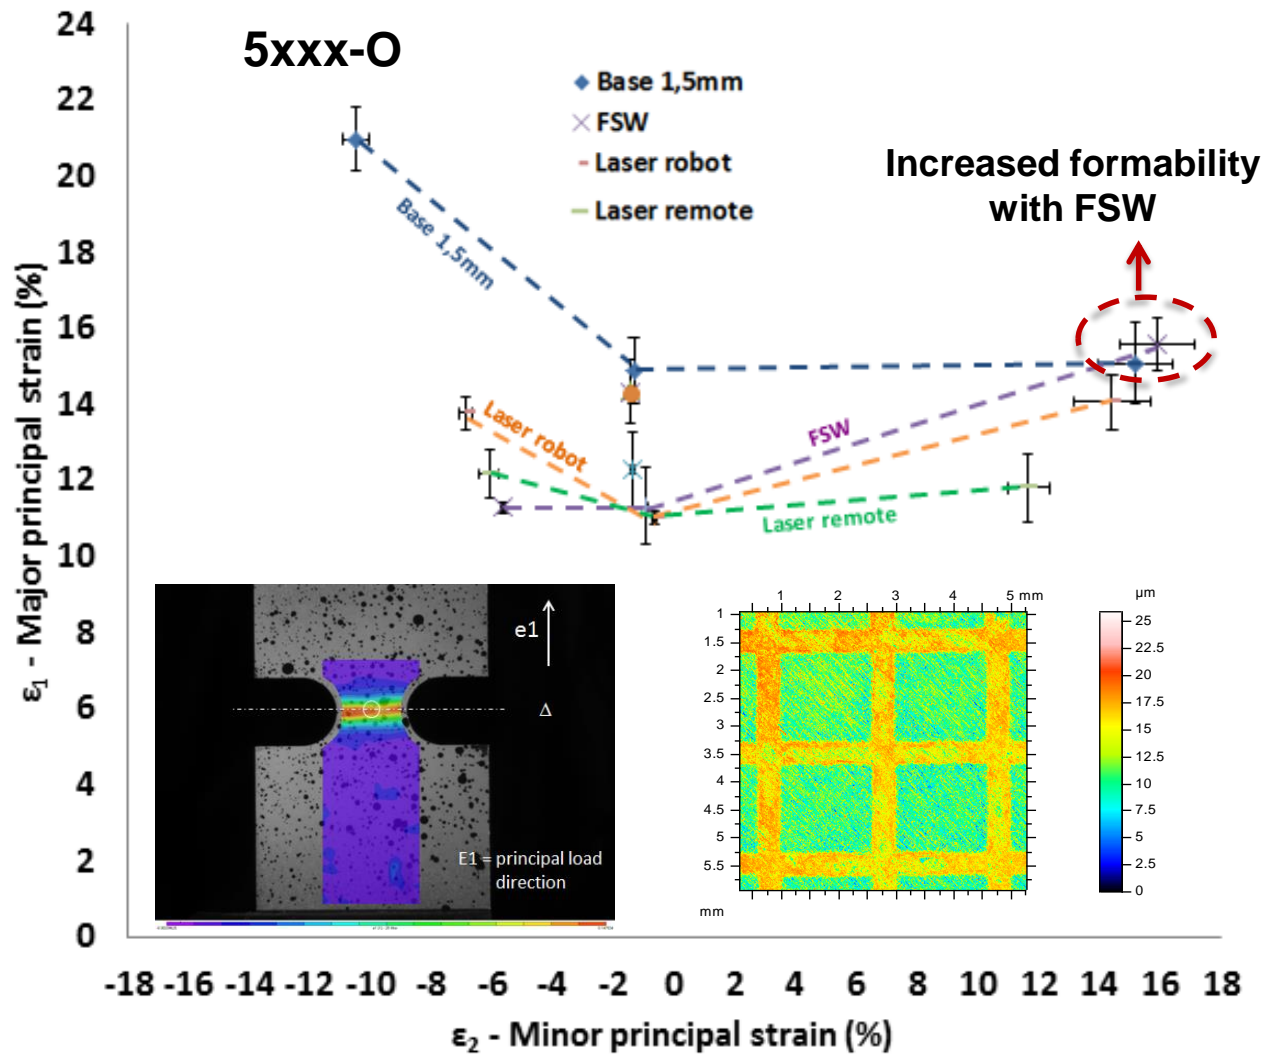 5xxx-O
Base 1,5mm
FSW
Laser robot
Laser remote
Increased formability
with FSW
24
22
20
18
16
14
12
10
8
6
4
2
0
ε1 - Major principal strain (%)
Base 1,5mm
Laser robot
FSW
Laser remote
e1
Δ
E1 = principal load
direction
1 2 3 4 5 mm
1
1.5
2
2.5
3
3.5
4
4.5
5
5.5
mm
µm
25
22.5
20
17.5
15
12.5
10
7.5
5
2.5
0
-18 -16 -14 -12 -10 -8 -6 -4 -2 0 2 4 6 8 10 12 14 16 18
ε2 - Minor principal strain (%)